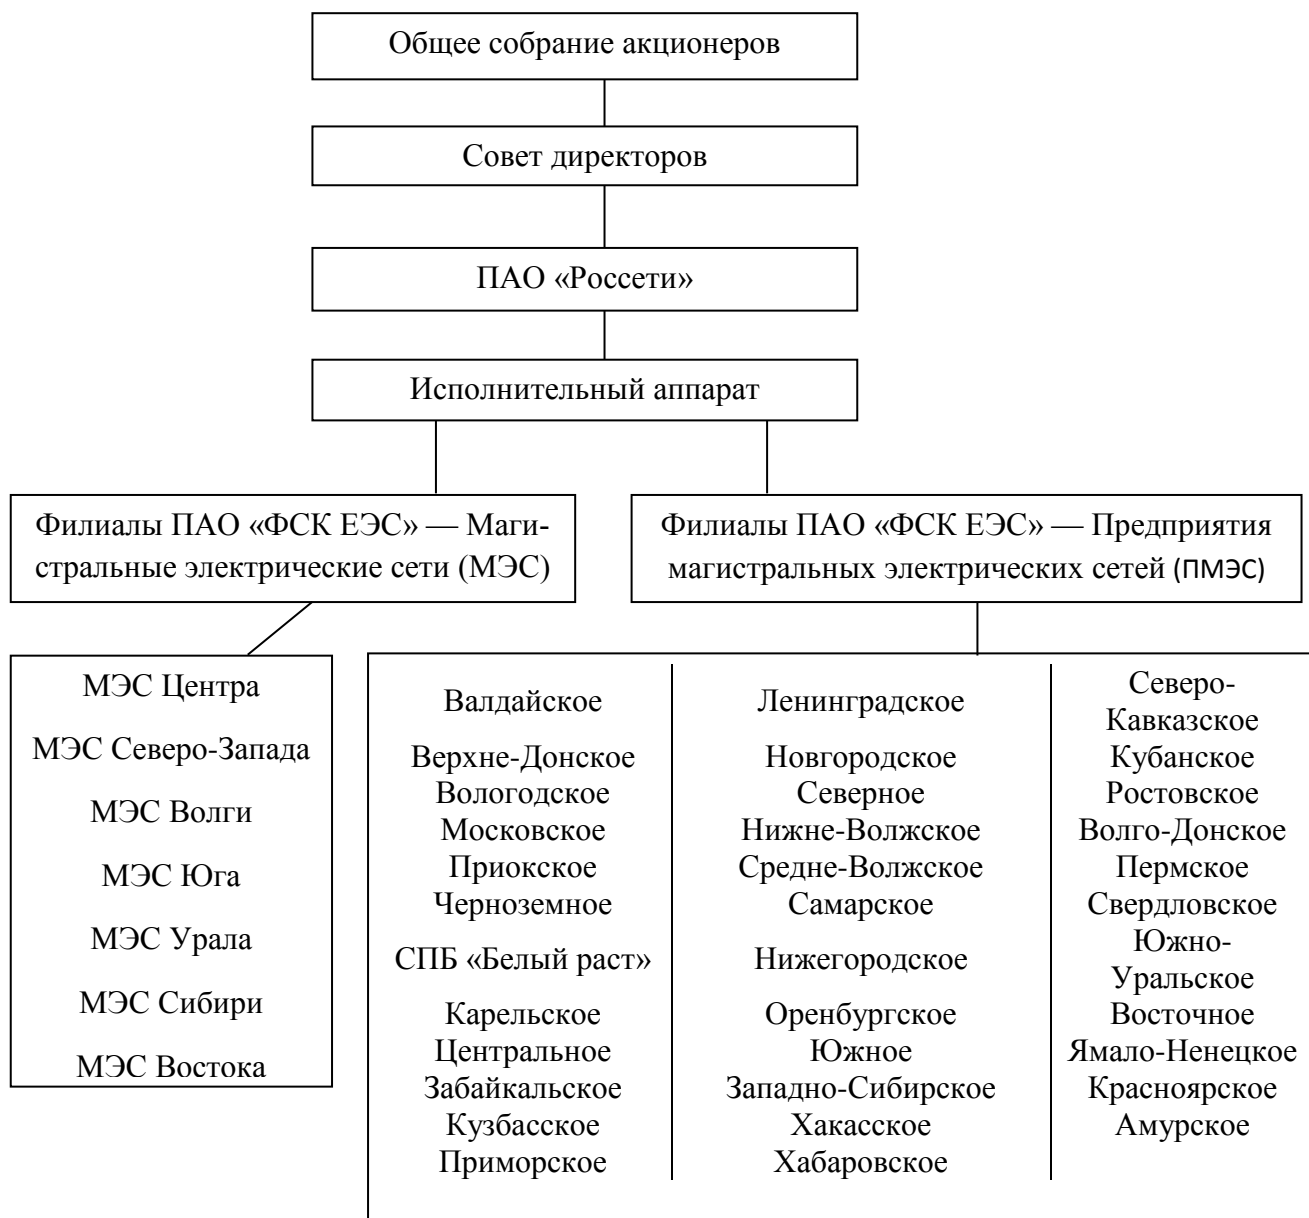 Общее собрание акционеров
Совет директоров
ПАО «Россети»
Исполнительный аппарат
Филиалы ПАО «ФСК ЕЭС» — Маги-
стральные электрические сети (МЭС)
Филиалы ПАО «ФСК ЕЭС» — Предприятия
магистральных электрических сетей (ПМЭС)
МЭС Центра
МЭС Северо-Запада
МЭС Волги
МЭС Юга
МЭС Урала
МЭС Сибири
МЭС Востока
Валдайское
Верхне-Донское
Вологодское
Московское
Приокское
Черноземное
СПБ «Белый раст»
Карельское
Центральное
Забайкальское
Кузбасское
Приморское
Ленинградское
Новгородское
Северное
Нижне-Волжское
Средне-Волжское
Самарское
Нижегородское
Оренбургское
Южное
Западно-Сибирское
Хакасское
Хабаровское
Северо-
Кавказское
Кубанское
Ростовское
Волго-Донское
Пермское
Свердловское
Южно-
Уральское
Восточное
Ямало-Ненецкое
Красноярское
Амурское